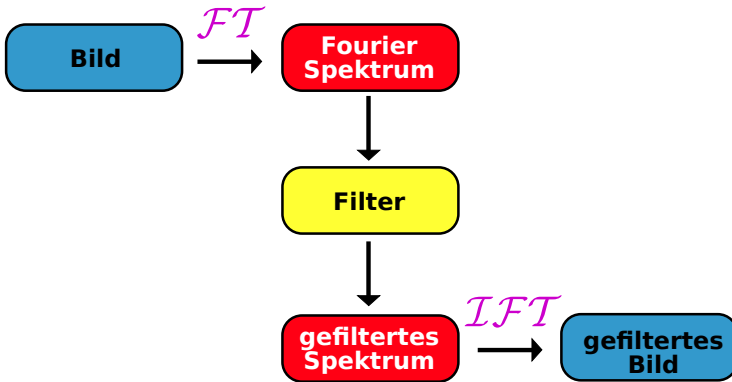 FT
Bild
Fourier
Spektrum
Filter
gefiltertes
Spektrum
IFT
gefiltertes
Bild